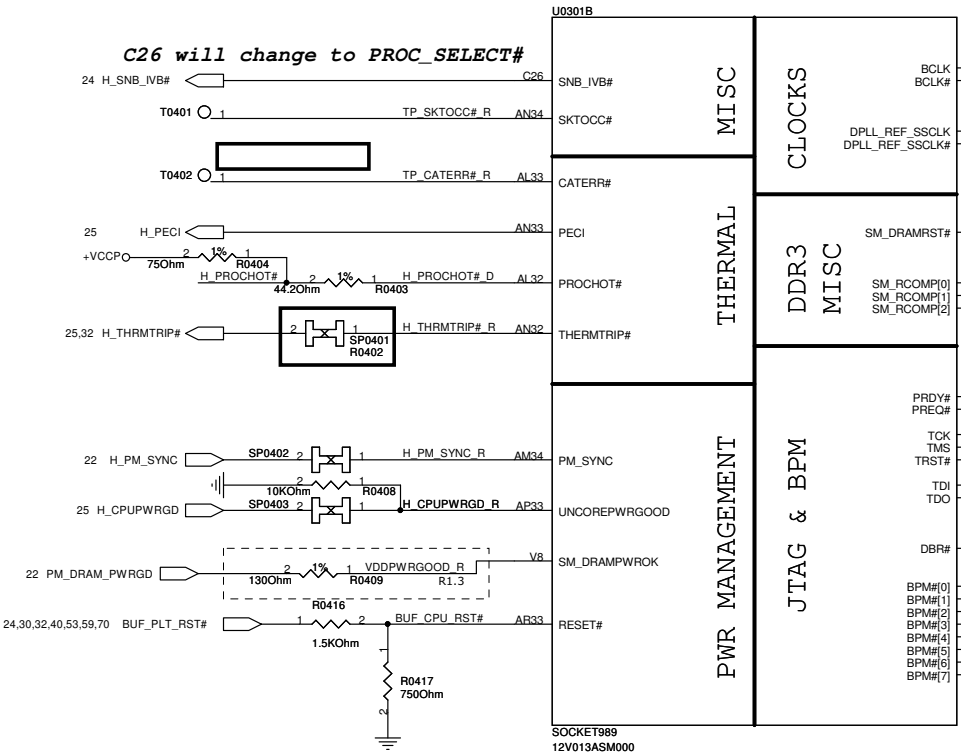 U0301B
C26 will change to PROC_SELECT#
24 H_SNB_IVB# C26 SNB_IVB#
T0401 1 TP_SKTOCC#_R AN34 SKTOCC#
T0402 1 TP_CATERR#_R AL33 CATERR#
25 H_PECI AN33 PECI
+VCCP 2 1% 1
75Ohm R0404
H_PROCHOT# 2 1% 1 H_PROCHOT#_D AL32 PROCHOT#
44.2Ohm R0403
25,32 H_THRMTRIP# 2 1 H_THRMTRIP#_R AN32 THERMTRIP#
SP0401
R0402
22 H_PM_SYNC SP0402 2 1 H_PM_SYNC_R AM34 PM_SYNC
2 1
10KOhm R0408
25 H_CPUPWRGD SP0403 2 1 H_CPUPWRGD_R AP33 UNCOREPWRGOOD
22 PM_DRAM_PWRGD 2 1% 1 VDDPWRGOOD_R V8 SM_DRAMPWROK
130Ohm R0409 R1.3
R0416
24,30,32,40,53,59,70 BUF_PLT_RST# 1 2 BUF_CPU_RST# AR33 RESET#
1.5KOhm
1
R0417
750Ohm
2
MISC
THERMAL
PWR MANAGEMENT
CLOCKS
DDR3
MISC
JTAG & BPM
BCLK
BCLK#
DPLL_REF_SSCLK
DPLL_REF_SSCLK#
SM_DRAMRST#
SM_RCOMP[0]
SM_RCOMP[1]
SM_RCOMP[2]
PRDY#
PREQ#
TCK
TMS
TRST#
TDI
TDO
DBR#
BPM#[0]
BPM#[1]
BPM#[2]
BPM#[3]
BPM#[4]
BPM#[5]
BPM#[6]
BPM#[7]
SOCKET989
12V013ASM000